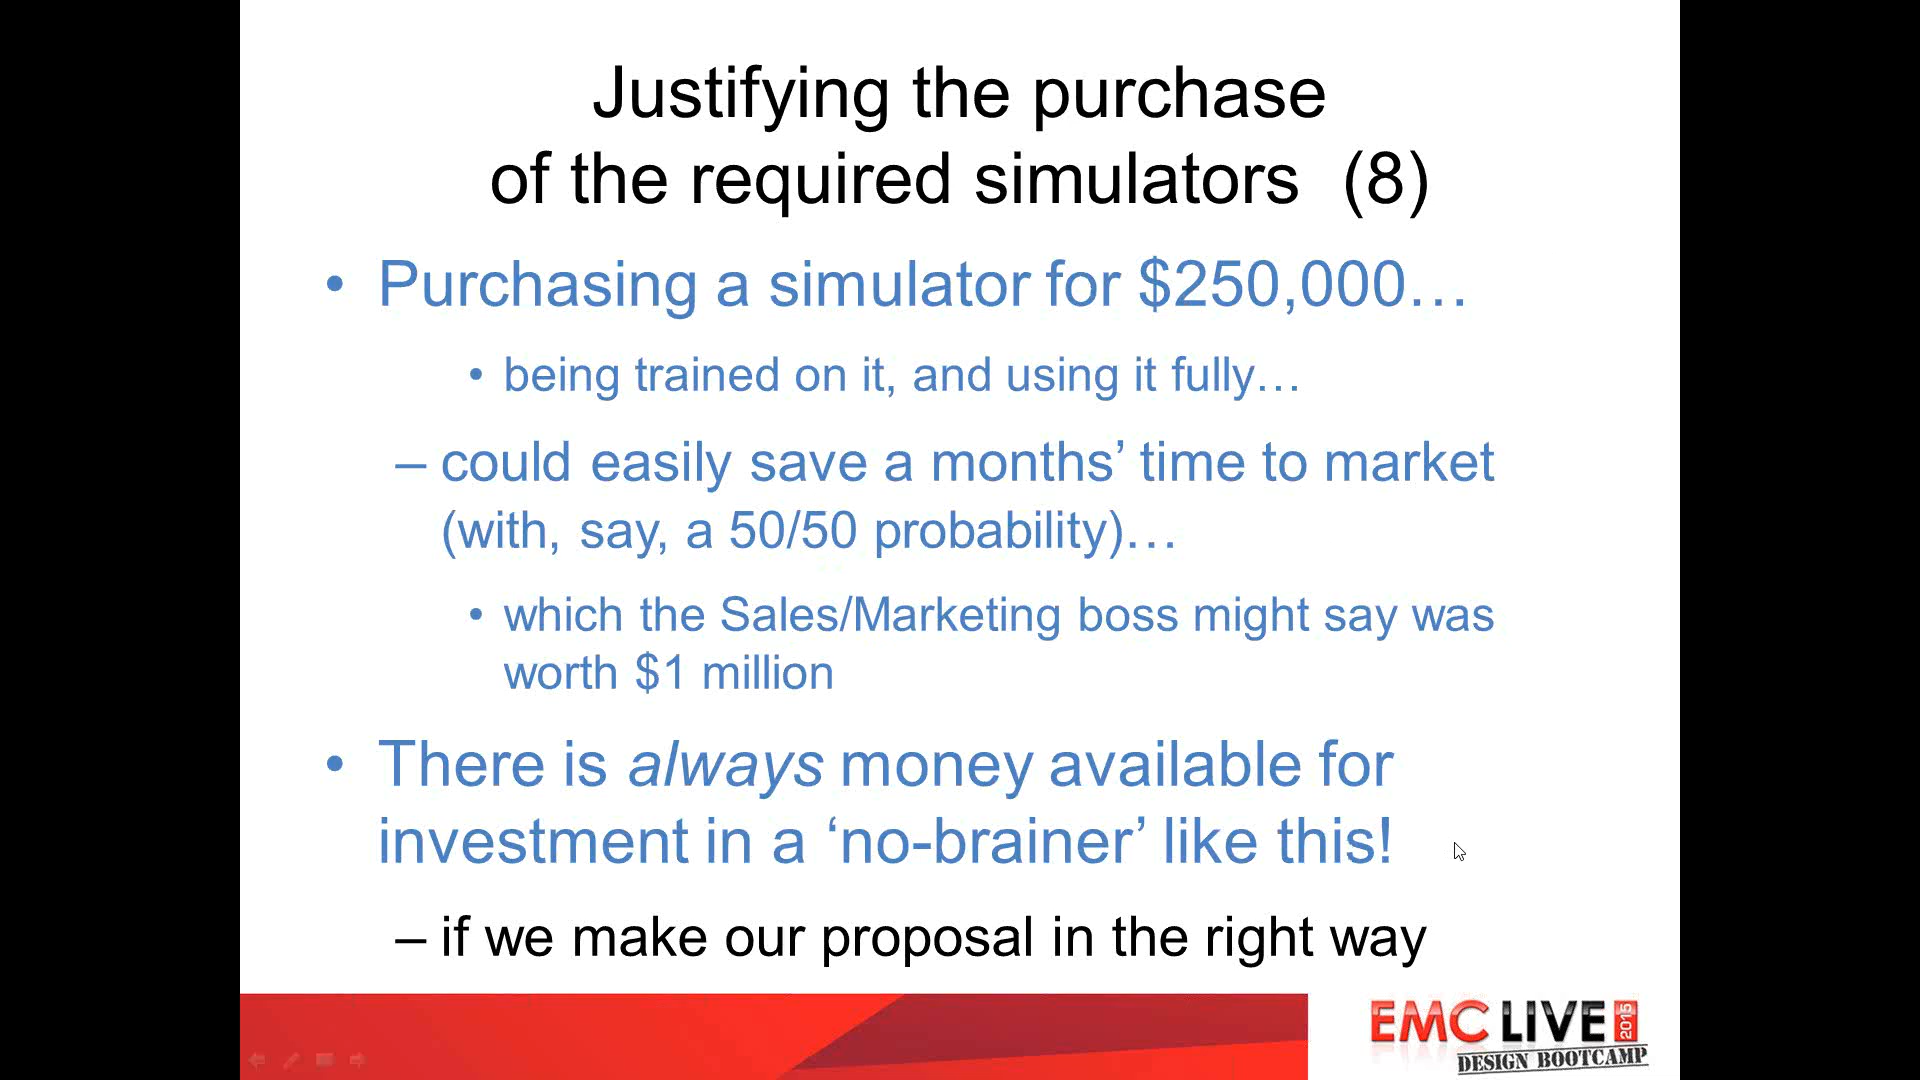 Justifying the purchase
of the required simulators (8)
• Purchasing a simulator for $250,000…
• being trained on it, and using it fully…
– could easily save a months’ time to market
(with, say, a 50/50 probability)…
• which the Sales/Marketing boss might say was
worth $1 million
• There is always money available for
investment in a ‘no-brainer’ like this!
– if we make our proposal in the right way
EMC LIVE 2015
DESIGN BOOTCAMP